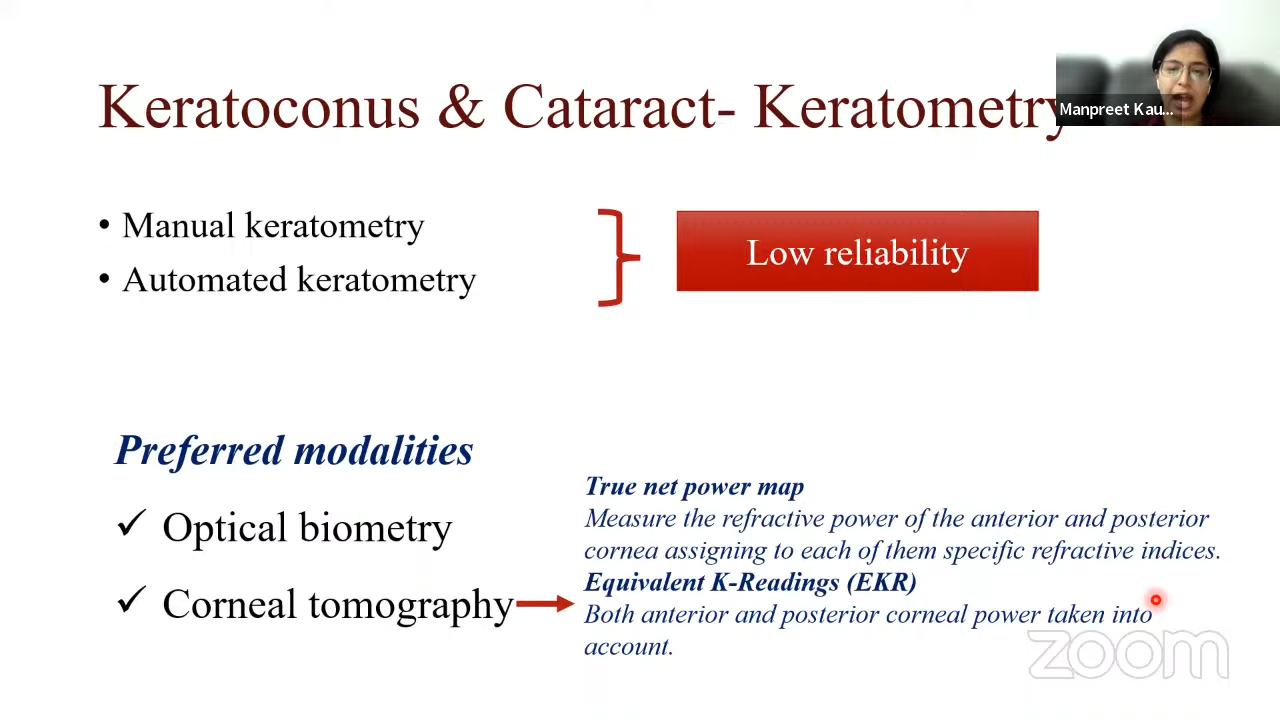 Keratoconus & Cataract- Keratometry
Manpreet Kau...
• Manual keratometry
• Automated keratometry
Low reliability
Preferred modalities
✓ Optical biometry
✓ Corneal tomography
True net power map
Measure the refractive power of the anterior and posterior
cornea assigning to each of them specific refractive indices.
Equivalent K-Readings (EKR)
Both anterior and posterior corneal power taken into
account.
zoom